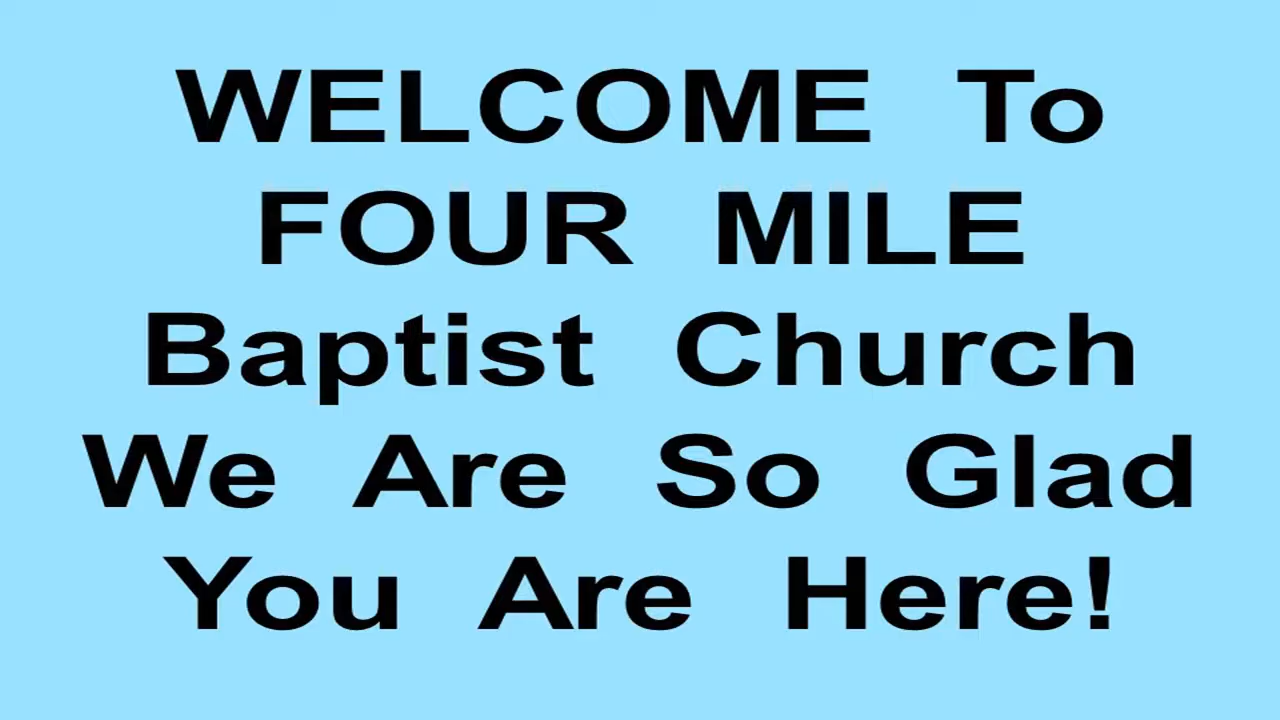 WELCOME To
FOUR MILE
Baptist Church
We Are So Glad
You Are Here!